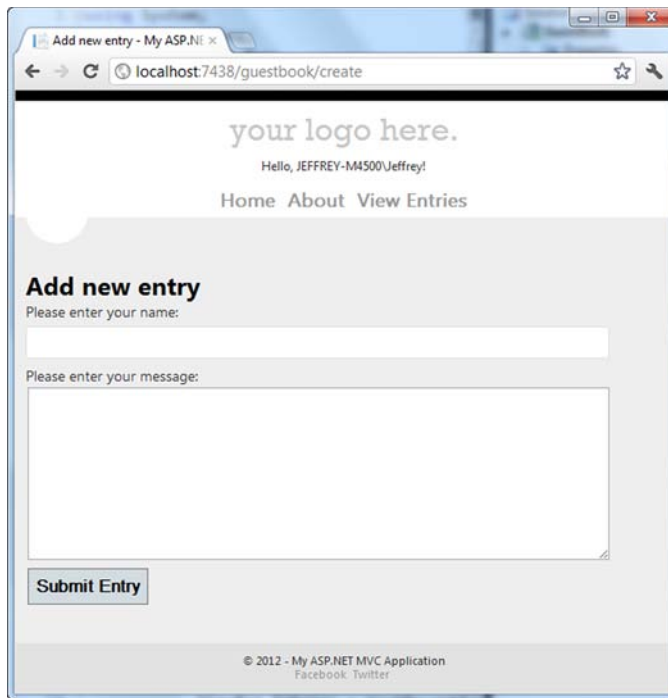 using System;
Add new entry - My ASP.NE
localhost:7438/guestbook/create
your logo here.
Hello, JEFFREY-M4500\Jeffrey!
Home About View Entries
Add new entry
Please enter your name:
Please enter your message:
Submit Entry
© 2012 - My ASP.NET MVC Application
Facebook Twitter